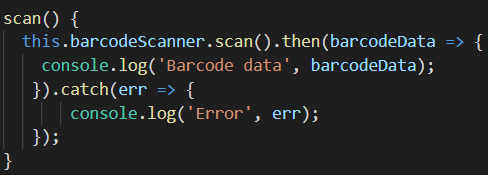 scan() {
  this.barcodeScanner.scan().then(barcodeData => {
    console.log('Barcode data', barcodeData);
   }).catch(err => {
       console.log('Error', err);
   });
}